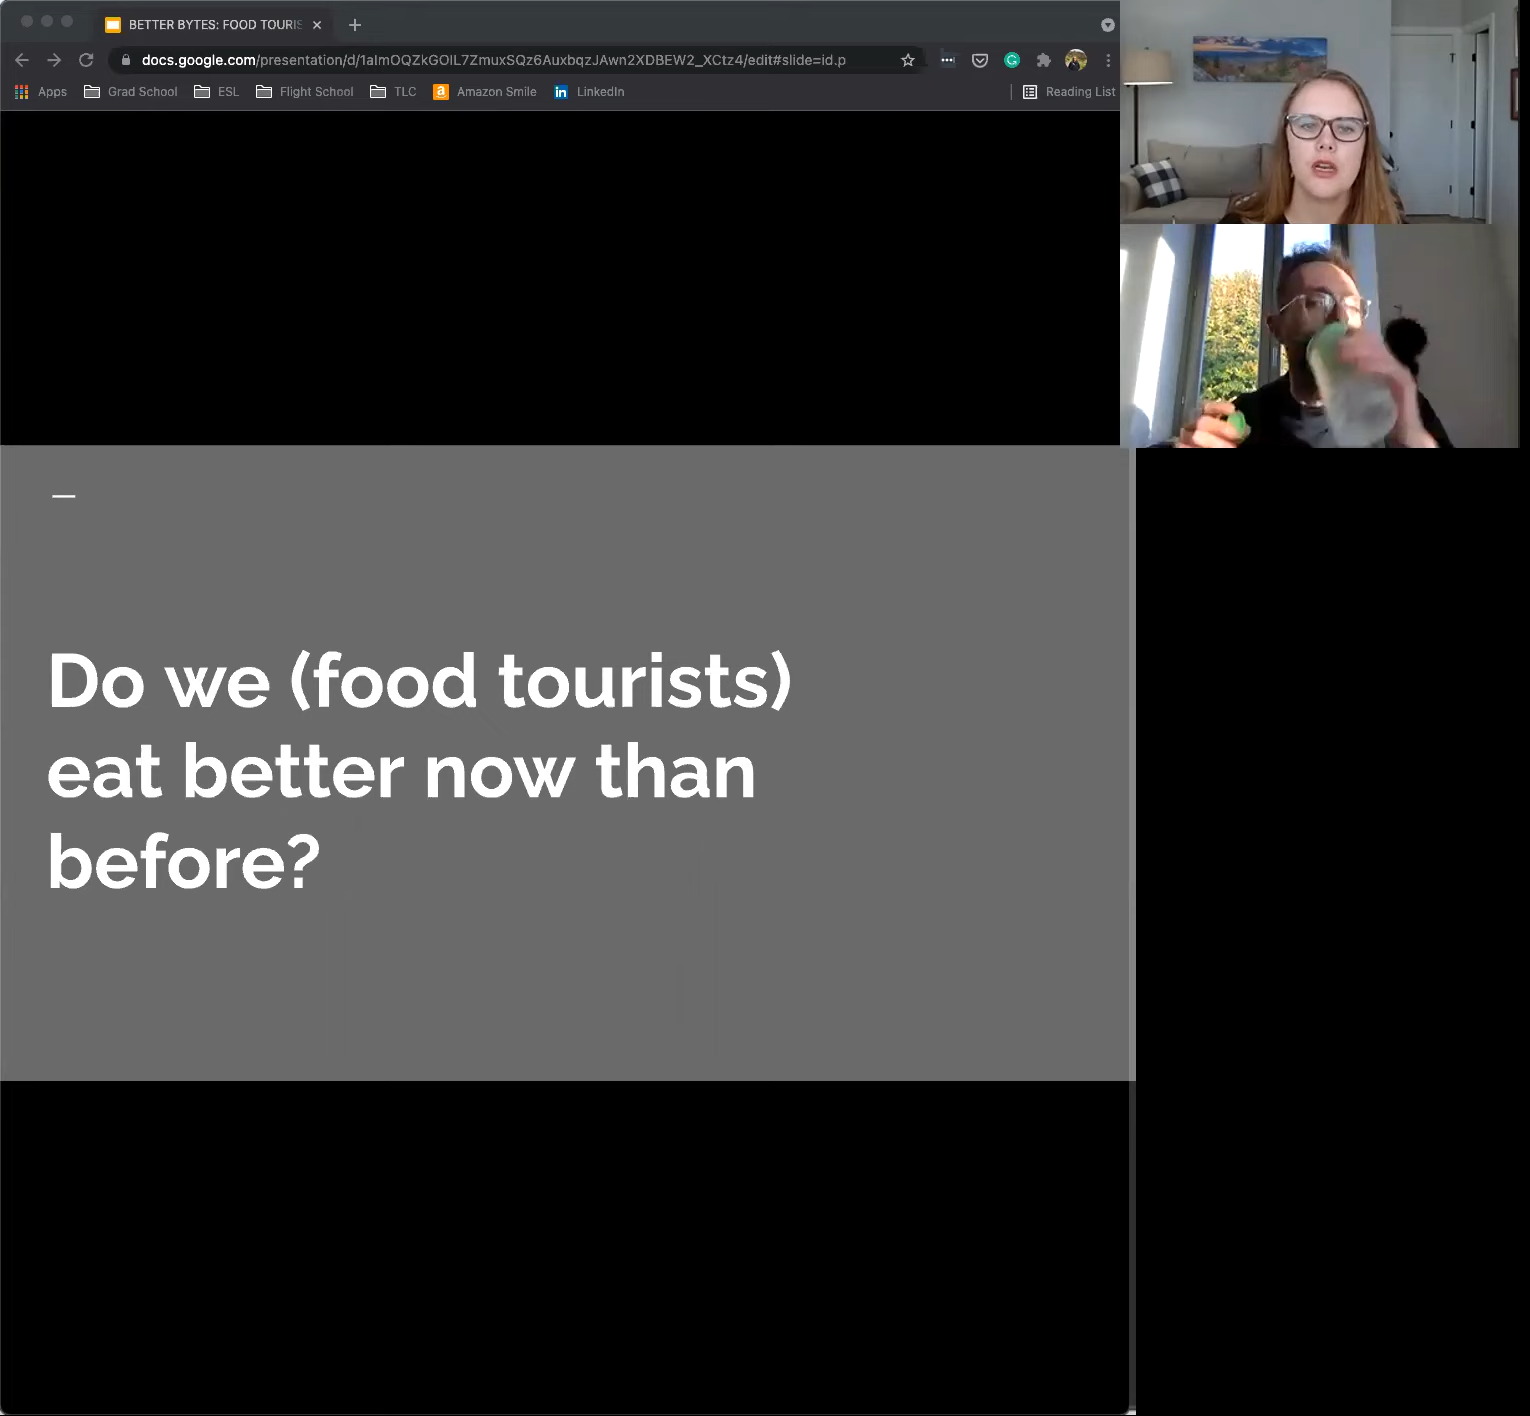 BETTER BYTES: FOOD TOURIS
docs.google.com/presentation/d/1aImOQZkGOIL7ZmuxSQz6AuxbqzJAwn2XDBEW2_XCtz4/edit#slide=id.p
Apps Grad School ESL Flight School TLC Amazon Smile LinkedIn Reading List
Do we (food tourists)
eat better now than
before?